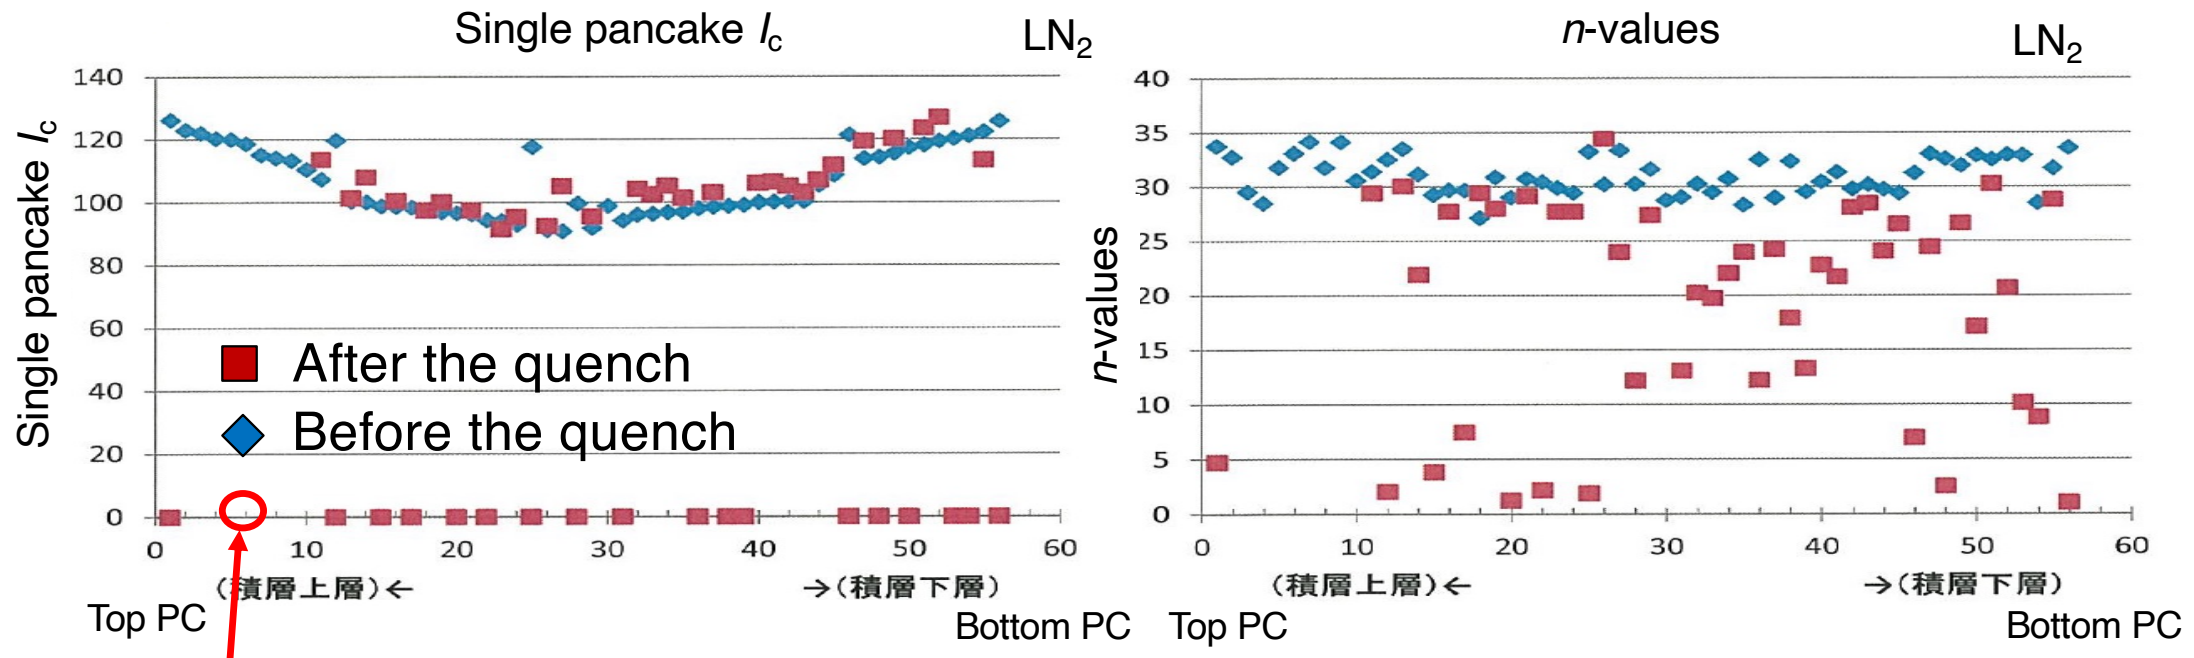 Single pancake Ic
LN2
Single pancake Ic
140
120
100
80
60
40
20
0
After the quench
Before the quench
0 10 20 30 40 50 60
(積層上層)←
→(積層下層)
Top PC
Bottom PC
n-values
LN2
n-values
40
35
30
25
20
15
10
5
0
0 10 20 30 40 50 60
(積層上層)←
→(積層下層)
Top PC
Bottom PC